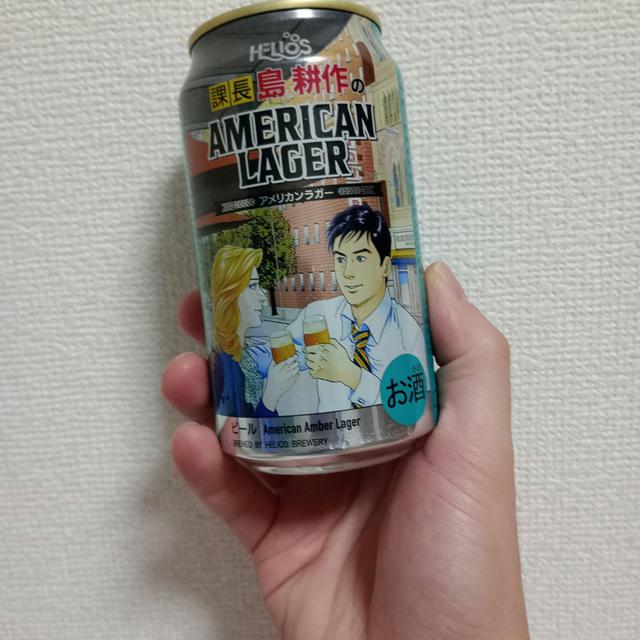 HELIOS
課長 島 耕作の
AMERICAN
LAGER
アメリカンラガー
お酒
ビール American Amber Lager
BREWED BY HELIOS BREWERY